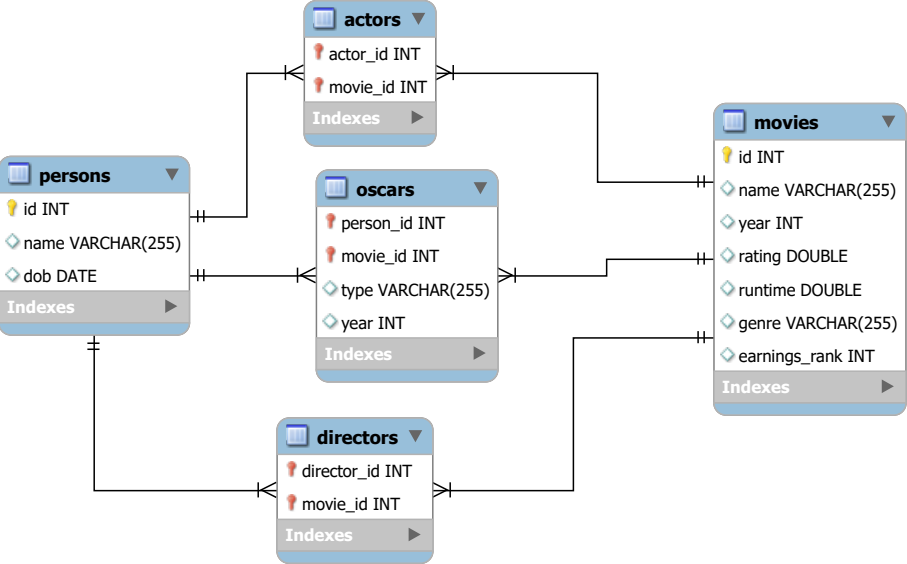 actors
actor_id INT
movie_id INT
Indexes
persons
id INT
name VARCHAR(255)
dob DATE
Indexes
oscars
person_id INT
movie_id INT
type VARCHAR(255)
year INT
Indexes
movies
id INT
name VARCHAR(255)
year INT
rating DOUBLE
runtime DOUBLE
genre VARCHAR(255)
earnings_rank INT
Indexes
directors
director_id INT
movie_id INT
Indexes